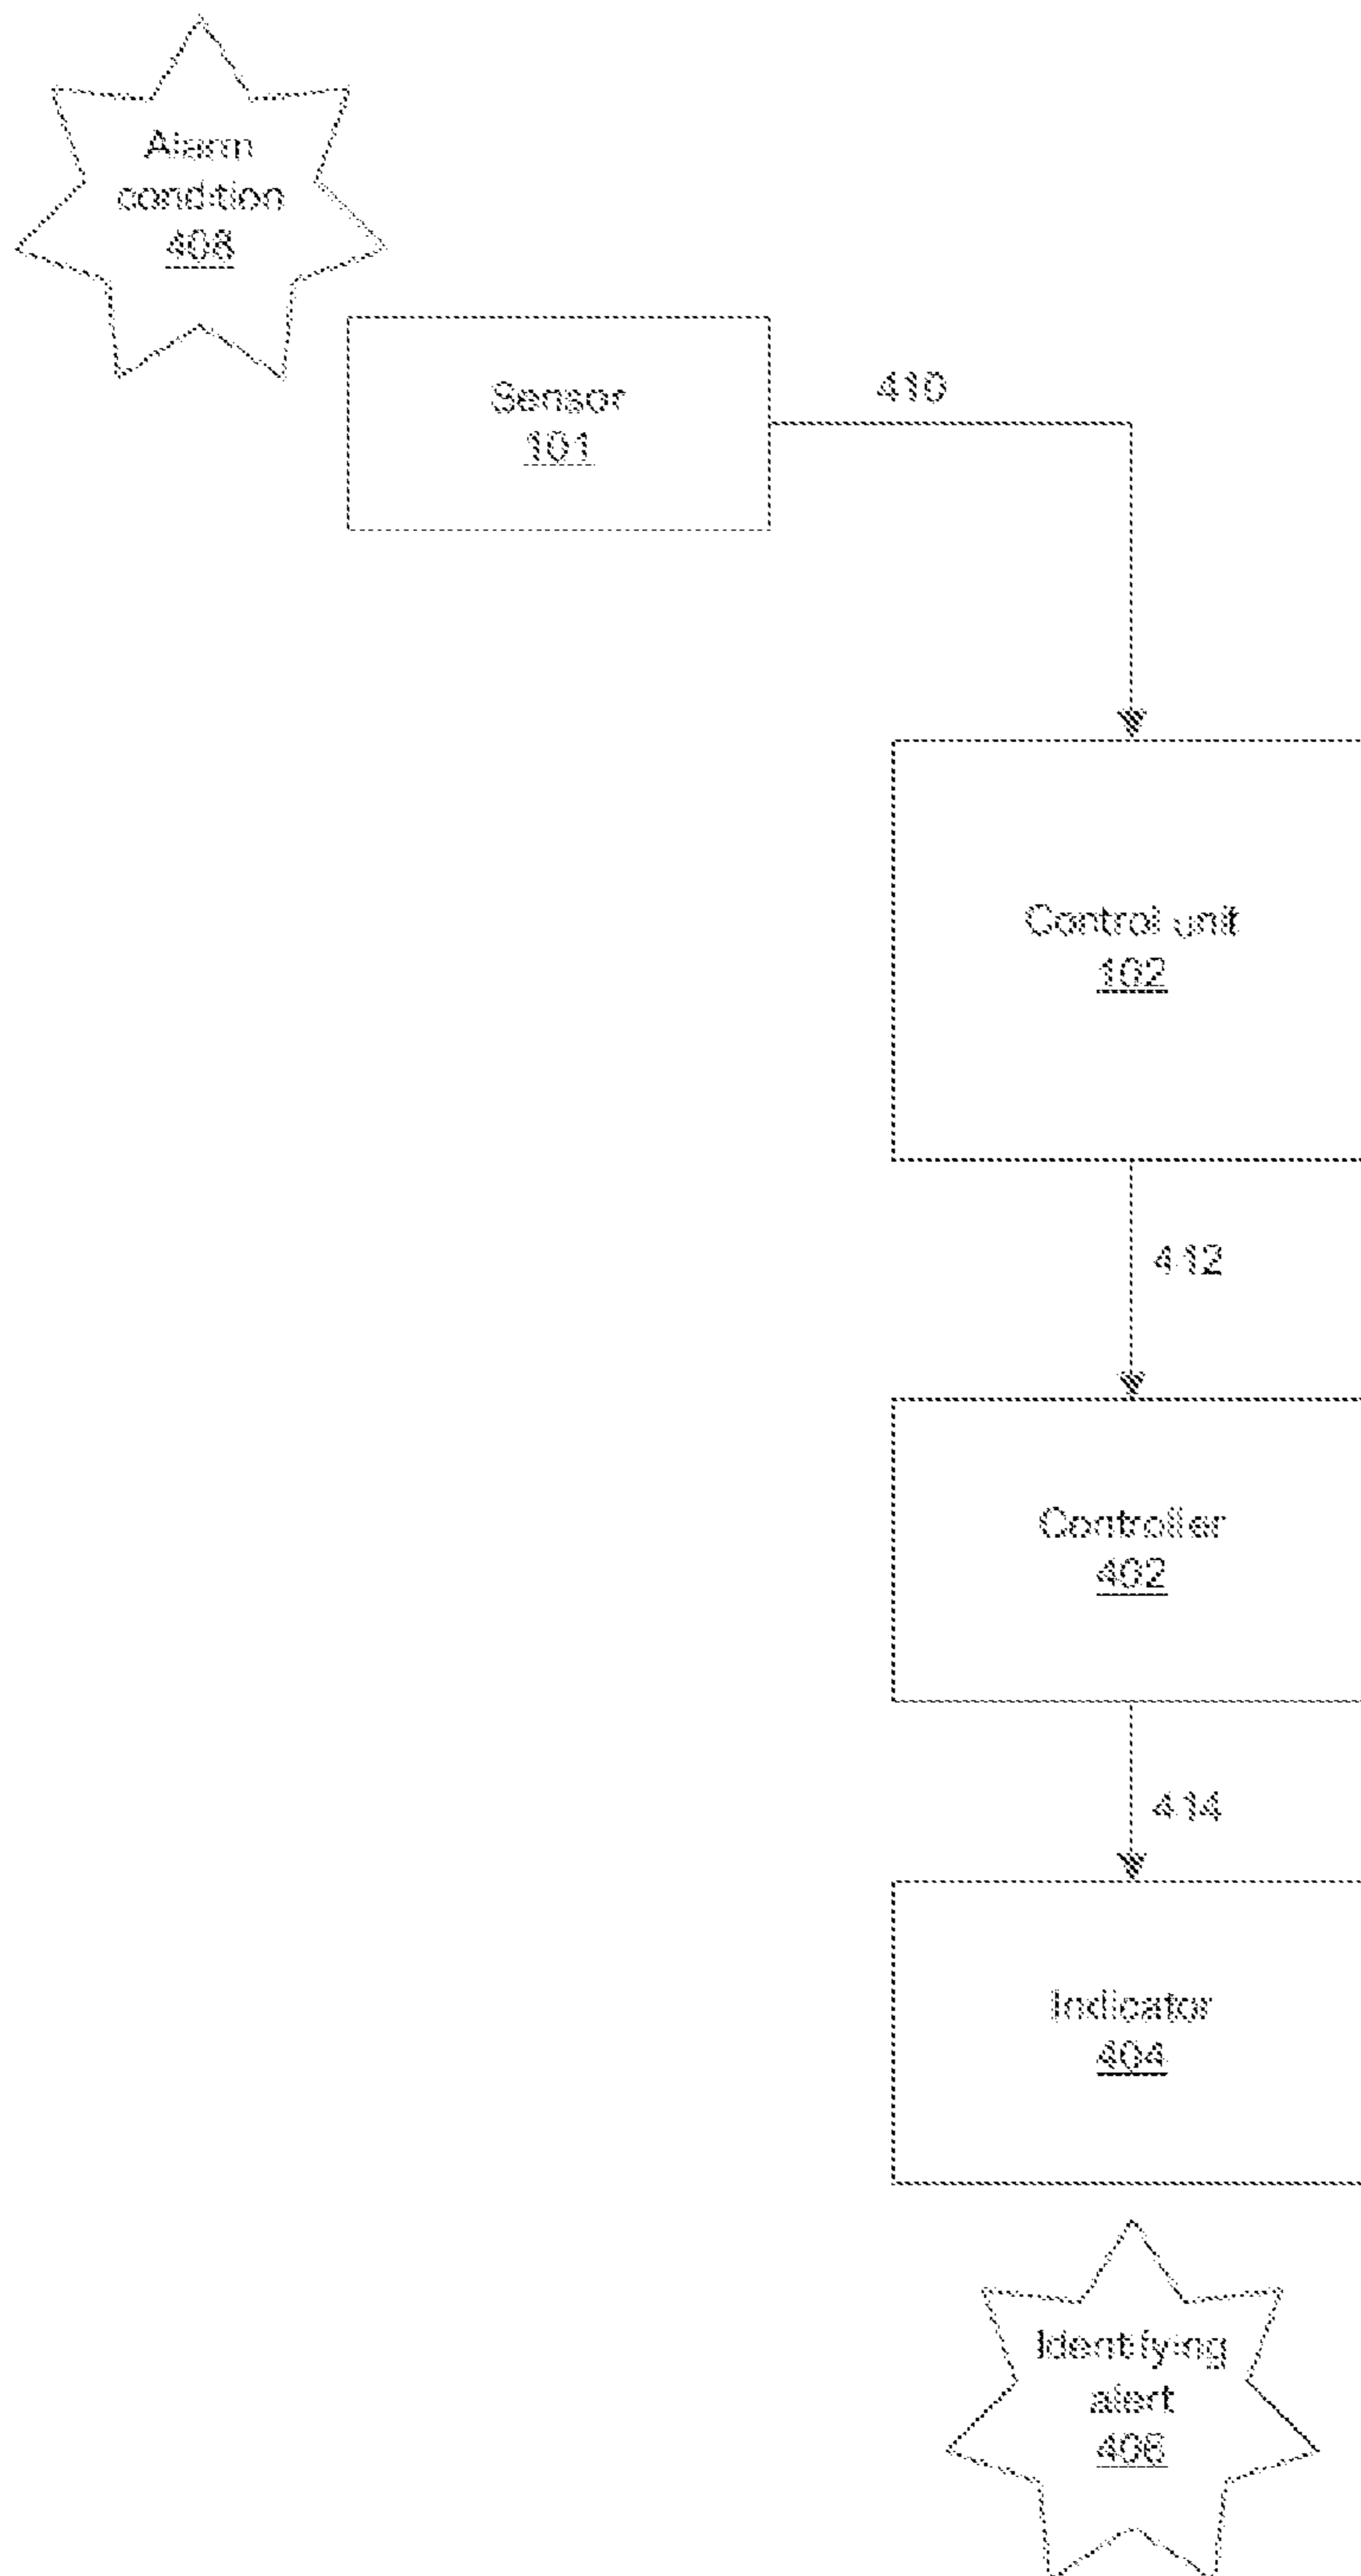 Alarm
condition
408
Sensor
101
410
Control unit
102
412
Controller
402
414
Indicator
404
Identifying
alert
406